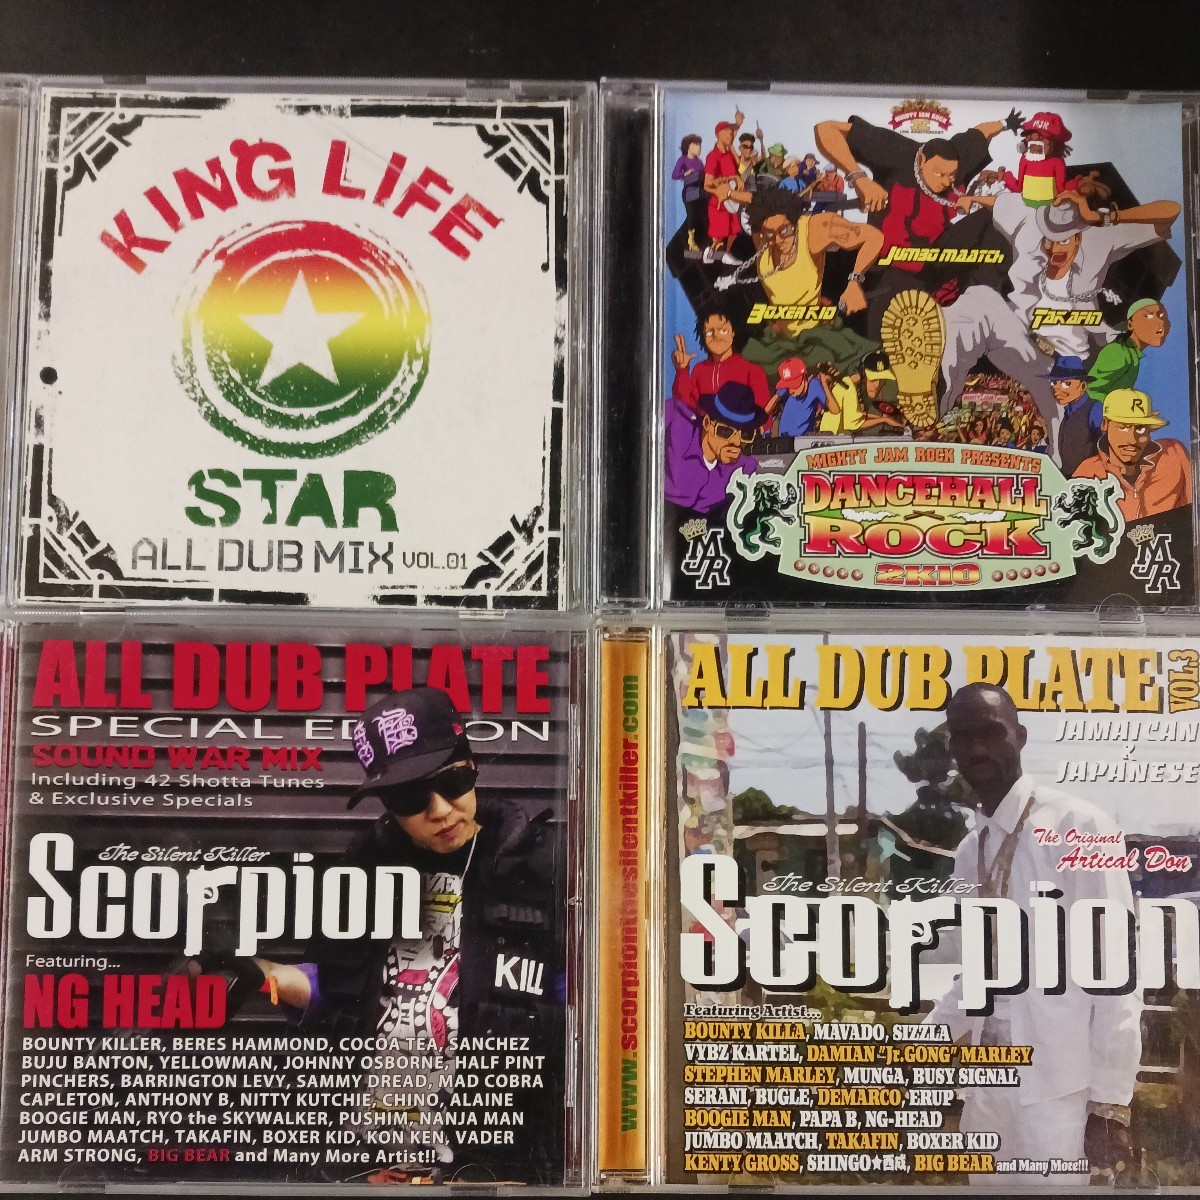 KING LIFE
STAR
ALL DUB MIX VOL.01
MIGHTY JAM ROCK
MJR
JUMBO MAATCH
BOXER KID
TAKAFIN
R
MIGHTY JAM ROCK PRESENTS
DANCEHALL
ROCK
2K10
MJR
MJR
ALL DUB PLATE
SPECIAL EDITION
SOUND WAR MIX
Including 42 Shotta Tunes
& Exclusive Specials
The Silent Killer
Scorpion
Featuring...
NG HEAD
KILL
BOUNTY KILLER, BERES HAMMOND, COCOA TEA, SANCHEZ
BUJU BANTON, YELLOWMAN, JOHNNY OSBORNE, HALF PINT
PINCHERS, BARRINGTON LEVY, SAMMY DREAD, MAD COBRA
CAPLETON, ANTHONY B, NITTY KUTCHIE, CHINO, ALAINE
BOOGIE MAN, RYO the SKYWALKER, PUSHIM, NANJA MAN
JUMBO MAATCH, TAKAFIN, BOXER KID, KON KEN, VADER
ARM STRONG, BIG BEAR and Many More Artist!!
www.scorpionthesilentkiller.com
ALL DUB PLATE VOL.3
JAMAICAN
&
JAPANESE
The Original
Artical Don
The Silent Killer
Scorpion
Featuring Artist...
BOUNTY KILLA, MAVADO, SIZZLA
VYBZ KARTEL, DAMIAN "Jr.GONG" MARLEY
STEPHEN MARLEY, MUNGA, BUSY SIGNAL
SERANI, BUGLE, DEMARCO, ERUP
BOOGIE MAN, PAPA B, NG-HEAD
JUMBO MAATCH, TAKAFIN, BOXER KID
KENTY GROSS, SHINGO★西成, BIG BEAR and Many More!!!